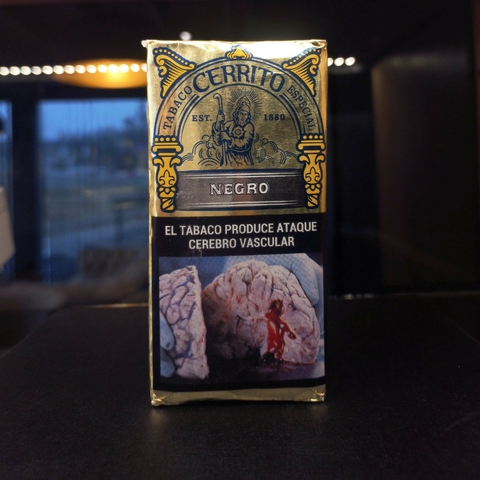 CERRITO
TABACO ESPECIAL
EST. 1880
NEGRO
EL TABACO PRODUCE ATAQUE
CEREBRO VASCULAR